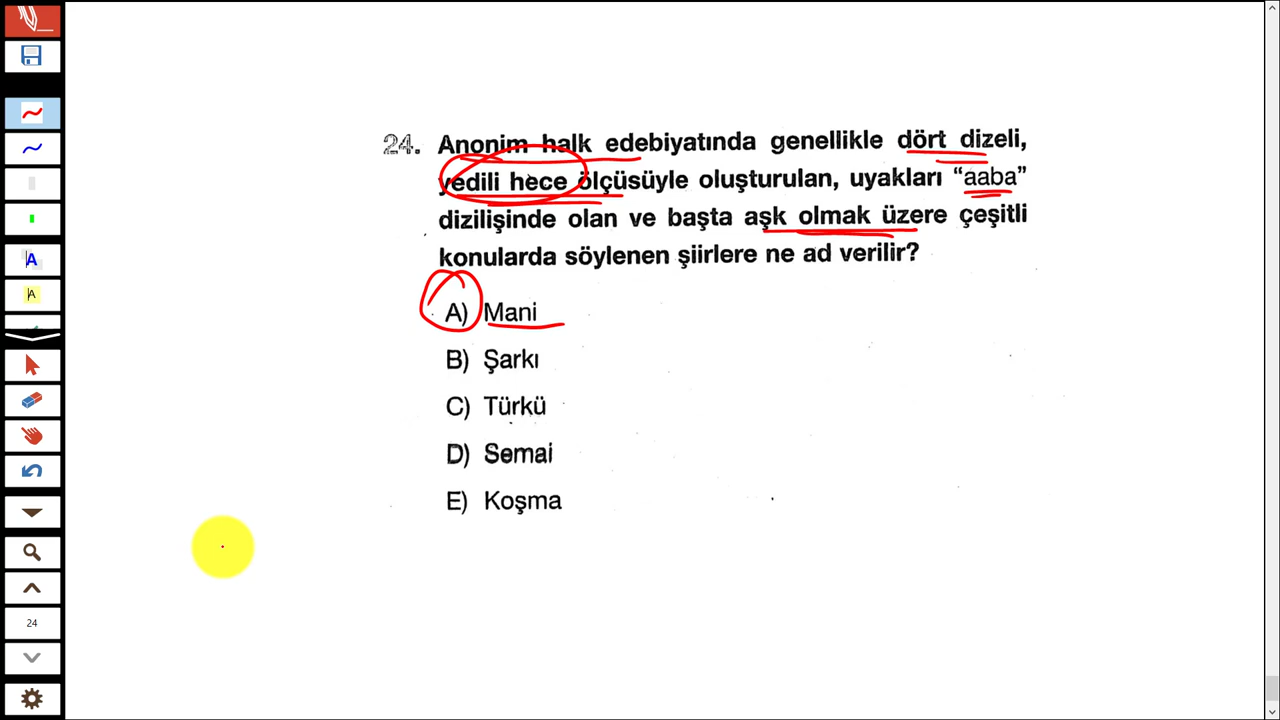 24. Anonim halk edebiyatında genellikle dört dizeli,
yedili hece ölçüsüyle oluşturulan, uyakları “aaba”
dizilişinde olan ve başta aşk olmak üzere çeşitli
konularda söylenen şiirlere ne ad verilir?
A) Mani
B) Şarkı
C) Türkü
D) Semai
E) Koşma
A
A
24